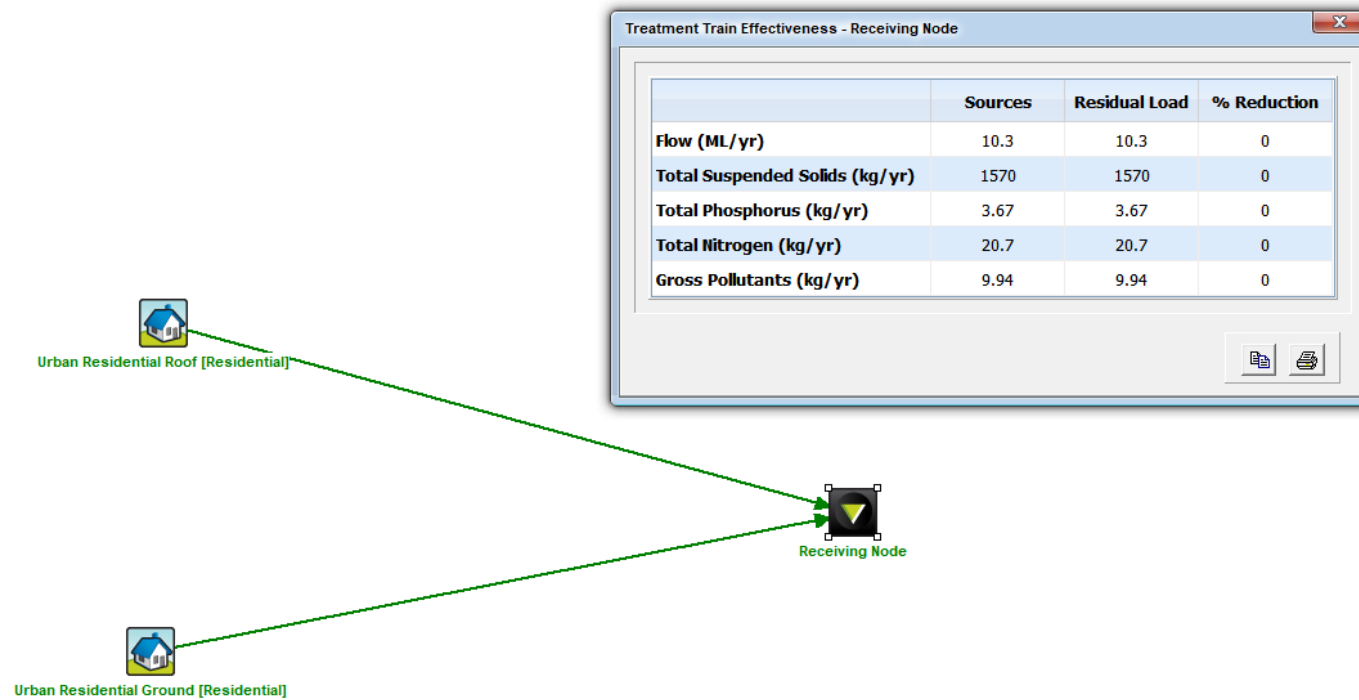 Treatment Train Effectiveness - Receiving Node
Sources Residual Load % Reduction
Flow (ML/yr) 10.3 10.3 0
Total Suspended Solids (kg/yr) 1570 1570 0
Total Phosphorus (kg/yr) 3.67 3.67 0
Total Nitrogen (kg/yr) 20.7 20.7 0
Gross Pollutants (kg/yr) 9.94 9.94 0
Urban Residential Roof [Residential]
Receiving Node
Urban Residential Ground [Residential]